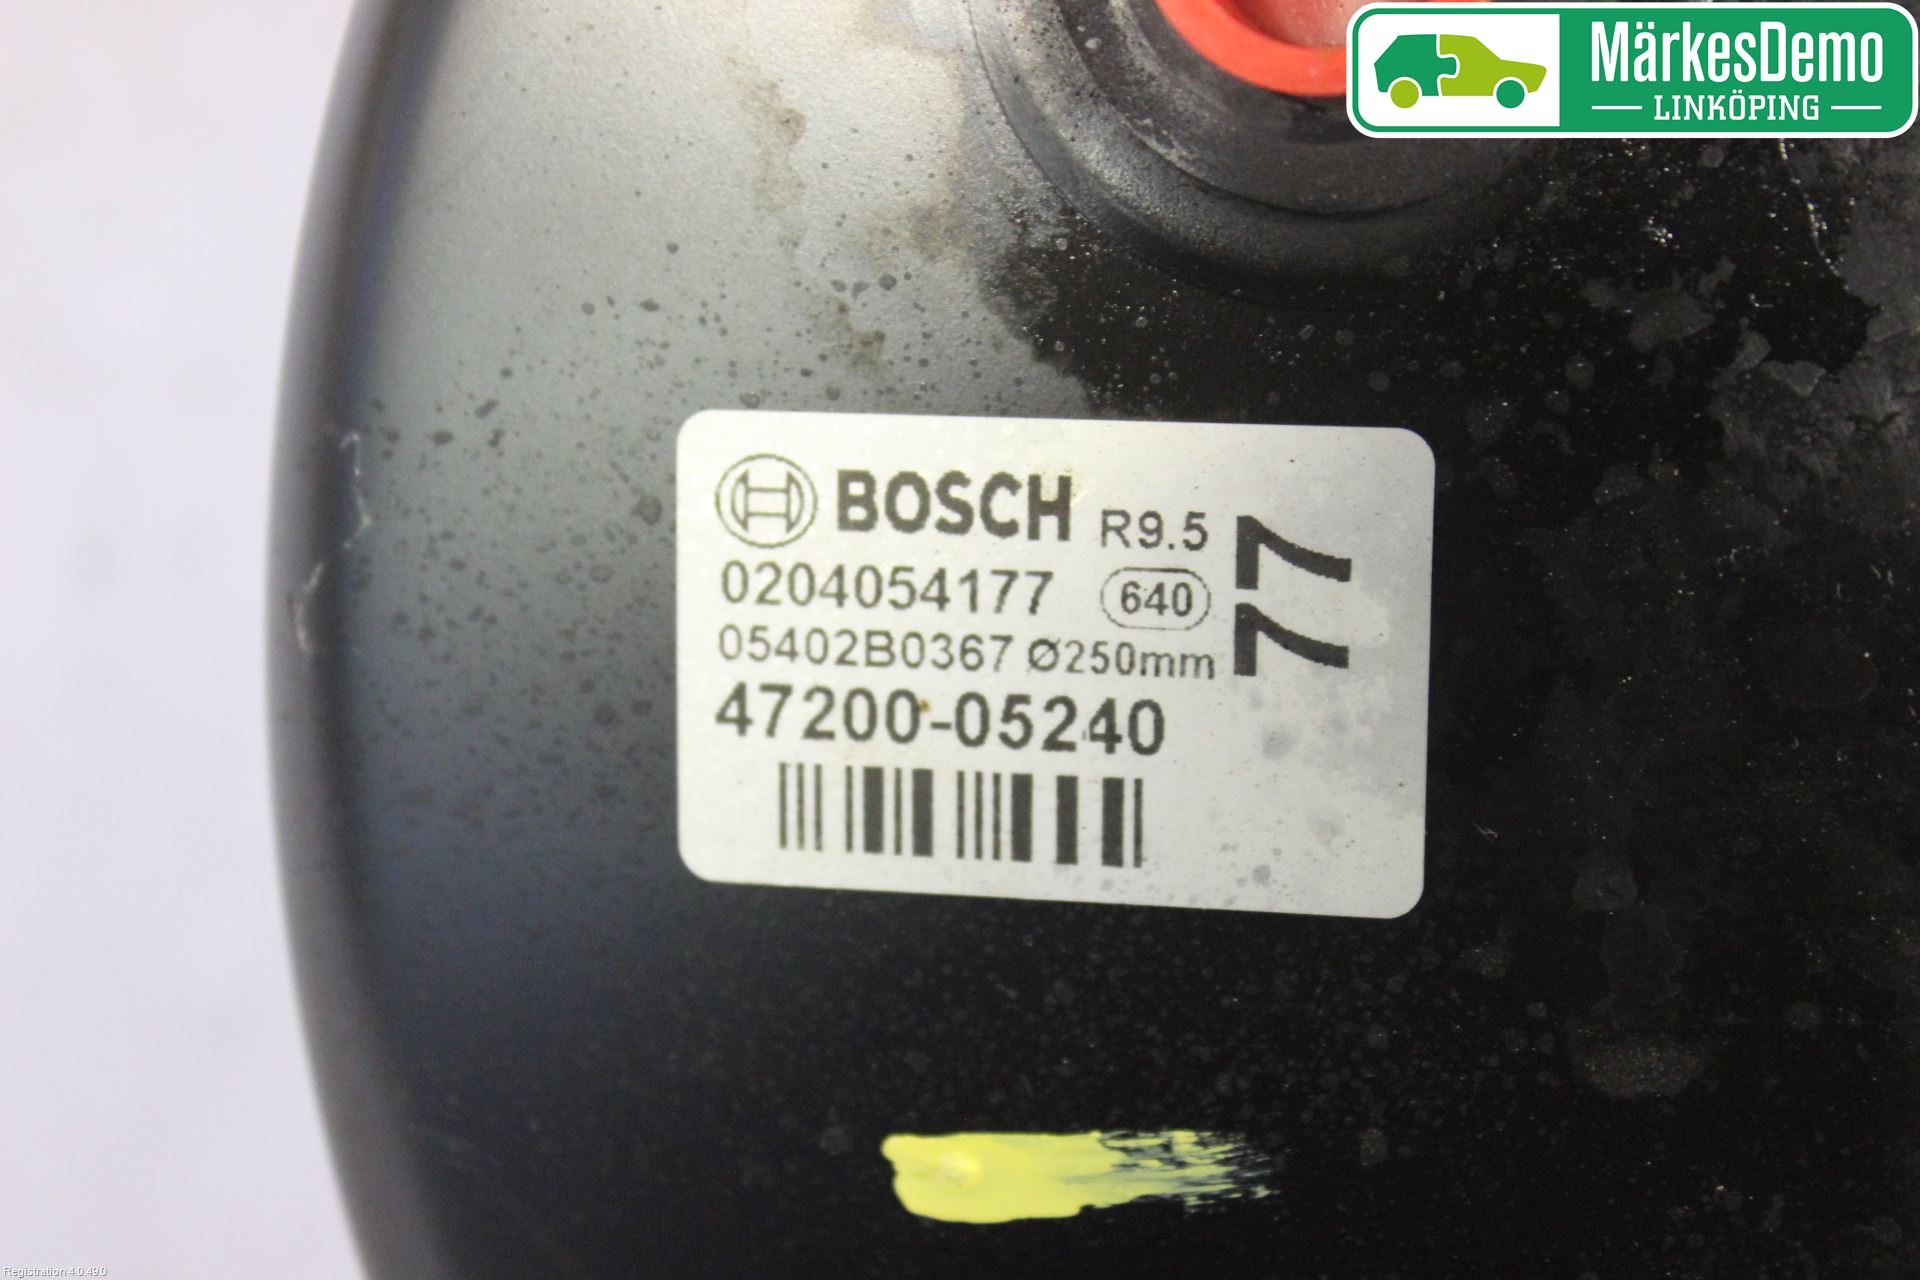 MärkesDemo
LINKÖPING
BOSCH R9.5
0204054177 640
05402B0367 Ø250mm
47200-05240
77
Registration 4.0.49.0